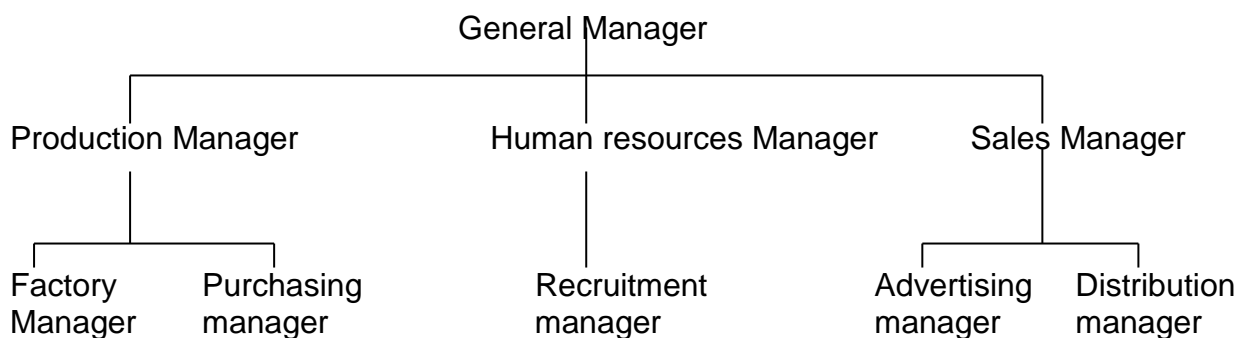 General Manager
Production Manager Human resources Manager Sales Manager
Factory Purchasing Recruitment Advertising Distribution
Manager manager manager manager manager